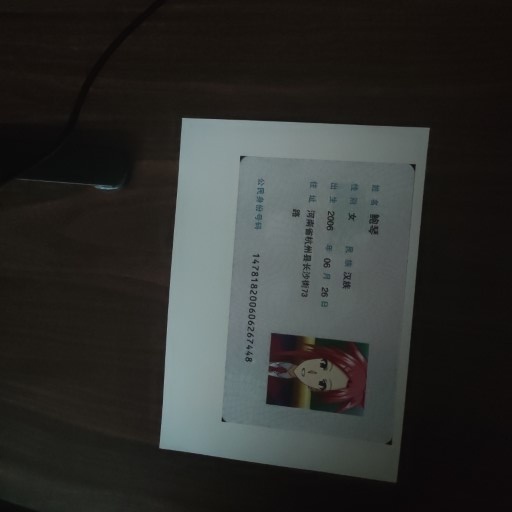 姓名 鲍琴
性别 女 民族 汉族
出生 2006 年 06 月 26 日
住址 河南省杭州县长沙街73
路
公民身份号码 147818200606267448